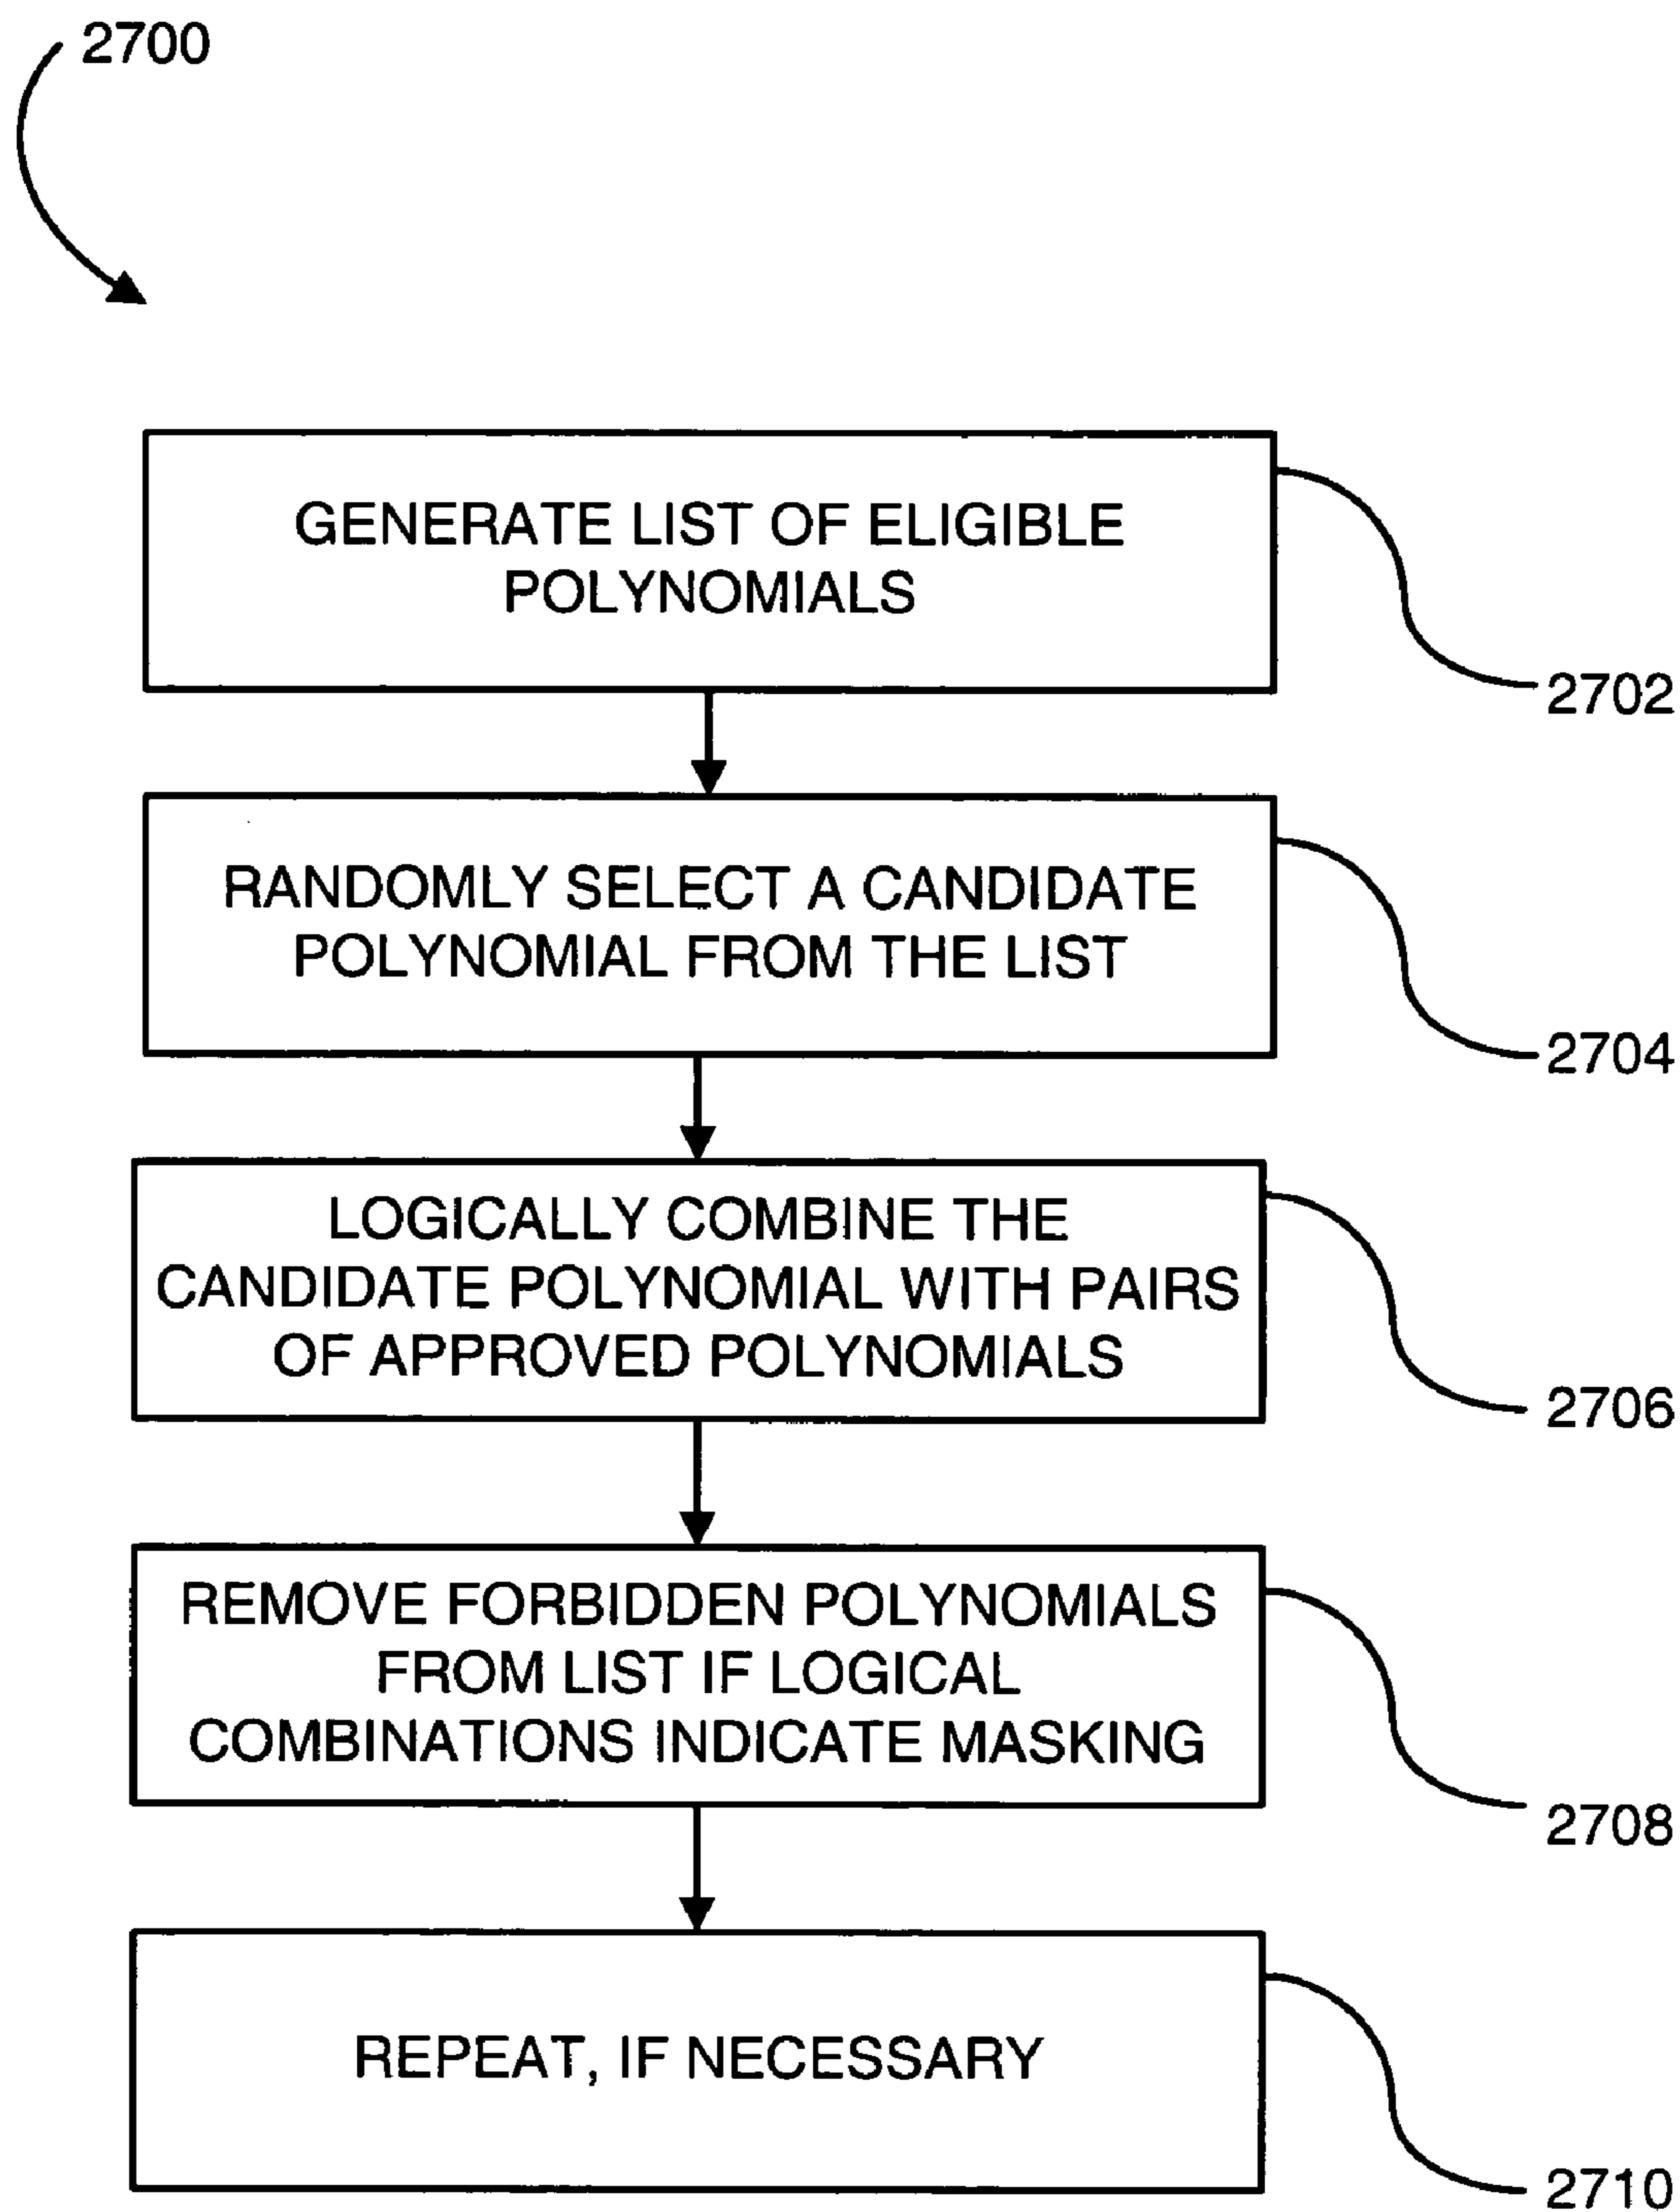 2700
GENERATE LIST OF ELIGIBLE
POLYNOMIALS
2702
RANDOMLY SELECT A CANDIDATE
POLYNOMIAL FROM THE LIST
2704
LOGICALLY COMBINE THE
CANDIDATE POLYNOMIAL WITH PAIRS
OF APPROVED POLYNOMIALS
2706
REMOVE FORBIDDEN POLYNOMIALS
FROM LIST IF LOGICAL
COMBINATIONS INDICATE MASKING
2708
REPEAT, IF NECESSARY
2710